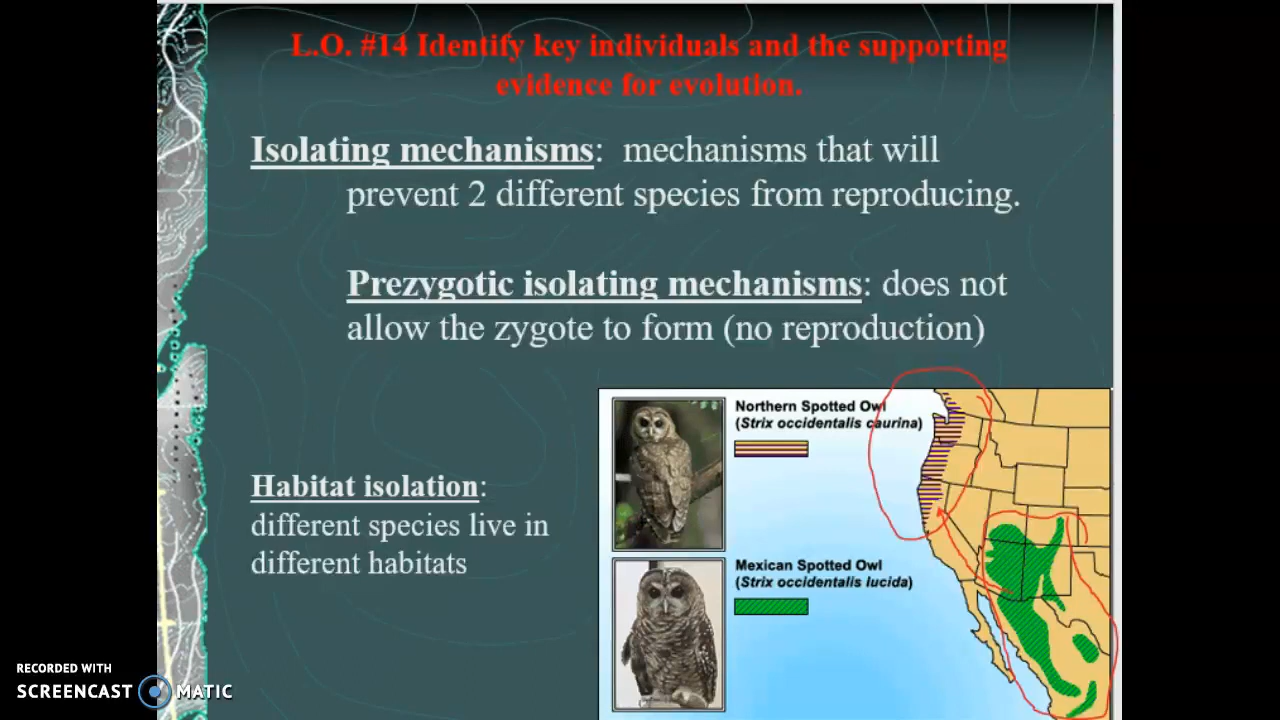 L.O. #14 Identify key individuals and the supporting
evidence for evolution.
Isolating mechanisms: mechanisms that will
prevent 2 different species from reproducing.
Prezygotic isolating mechanisms: does not
allow the zygote to form (no reproduction)
Habitat isolation:
different species live in
different habitats
Northern Spotted Owl
(Strix occidentalis caurina)
Mexican Spotted Owl
(Strix occidentalis lucida)
RECORDED WITH
SCREENCAST MATIC